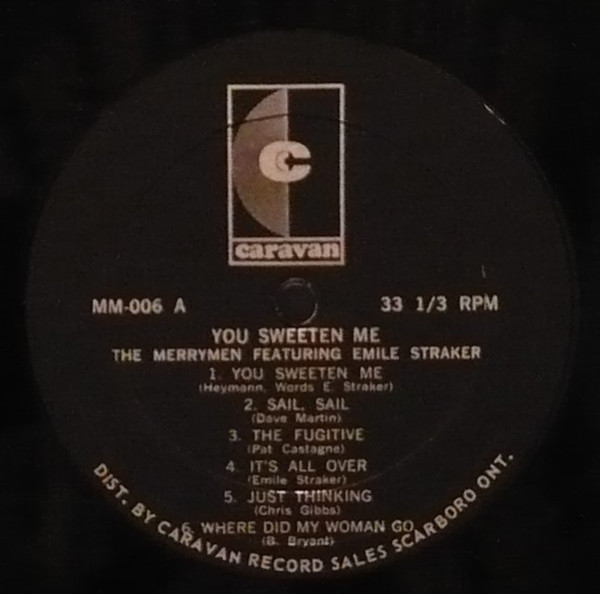 c
caravan
MM-006 A 33 1/3 RPM
YOU SWEETEN ME
THE MERRYMEN FEATURING EMILE STRAKER
1. YOU SWEETEN ME
(Heymann, Words E. Straker)
2. SAIL, SAIL
(Dave Martin)
3. THE FUGITIVE
(Pat Castagne)
4. IT'S ALL OVER
(Emile Straker)
5. JUST THINKING
(Chris Gibbs)
6. WHERE DID MY WOMAN GO
(B. Bryant)
DIST. BY CARAVAN RECORD SALES SCARBORO ONT.